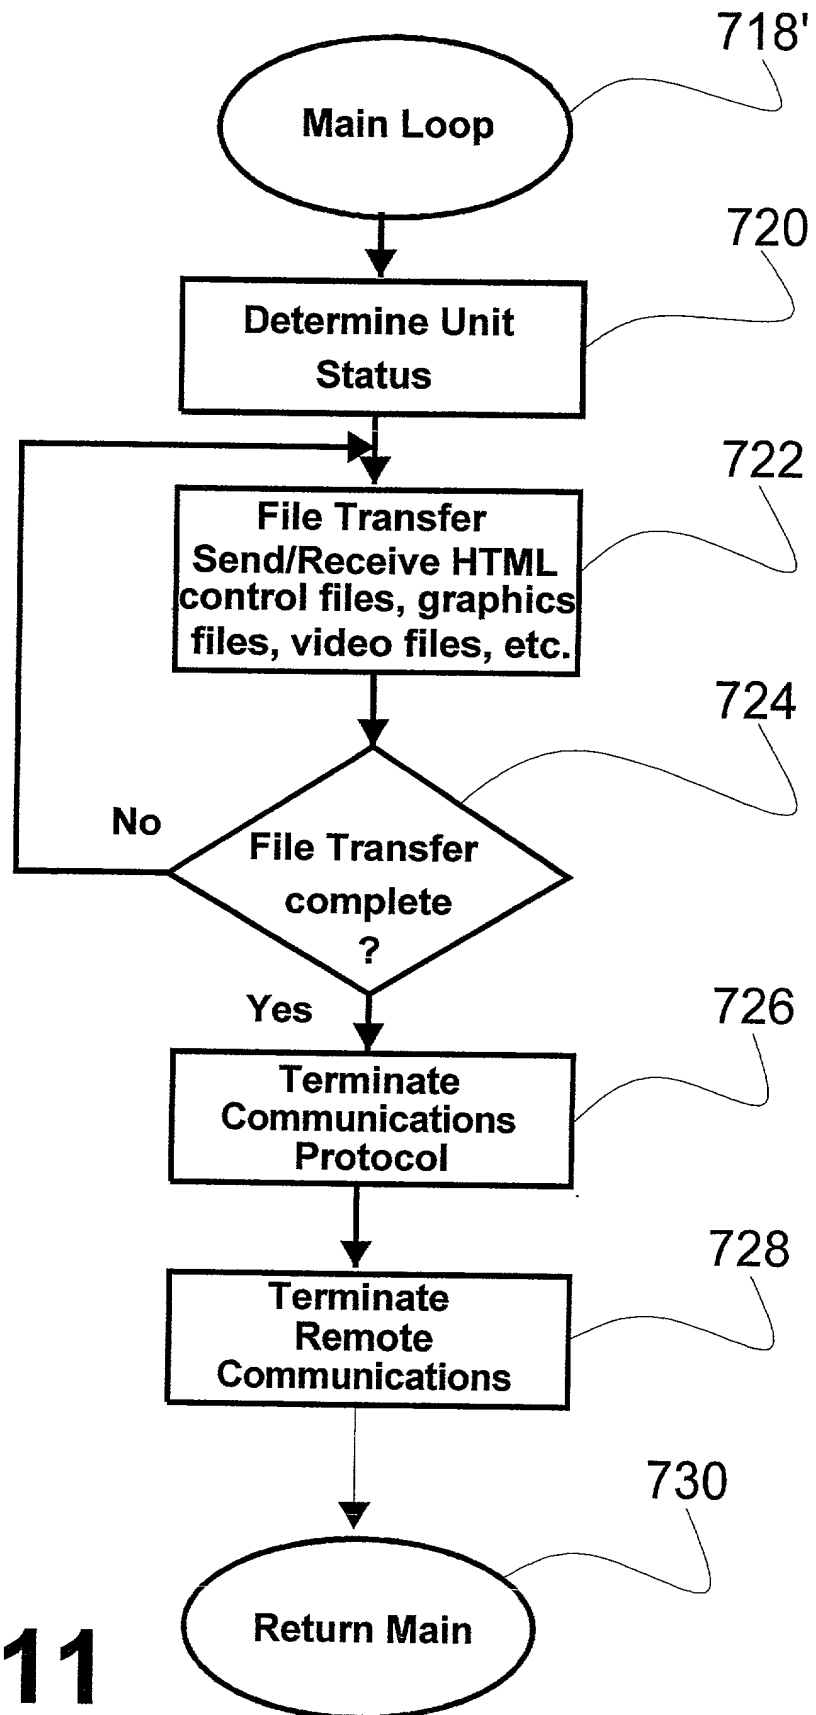 718'
Main Loop
720
Determine Unit
Status
722
File Transfer
Send/Receive HTML
control files, graphics
files, video files, etc.
724
No
File Transfer
complete
?
Yes
726
Terminate
Communications
Protocol
728
Terminate
Remote
Communications
730
Return Main
11